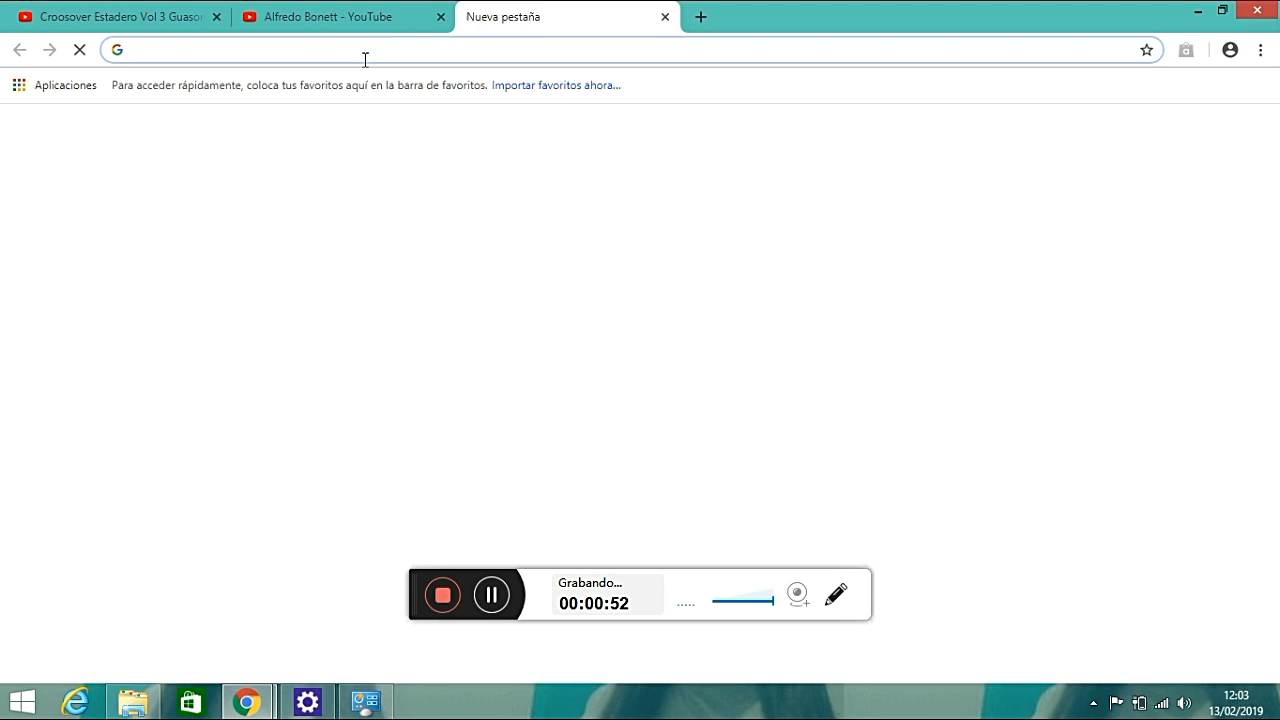 Croosover Estadero Vol 3 Guasor
Alfredo Bonett - YouTube
Nueva pestaña
Aplicaciones
Para acceder rápidamente, coloca tus favoritos aquí en la barra de favoritos. Importar favoritos ahora...
Grabando...
00:00:52
12:03
13/02/2019